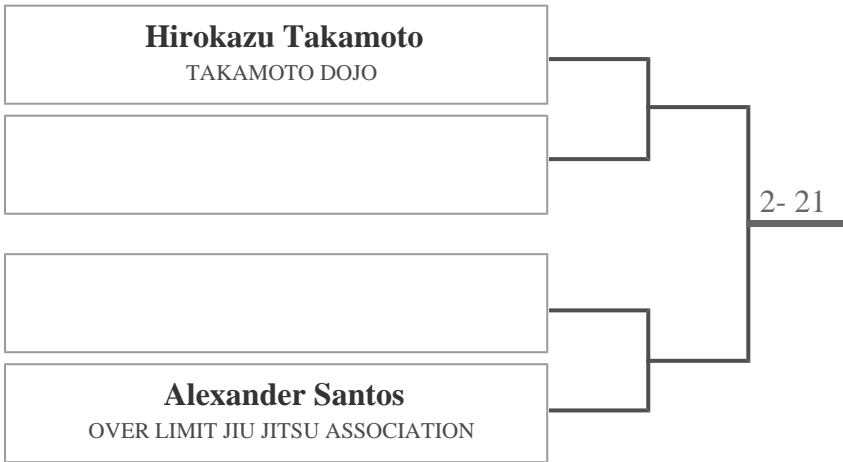 Hirokazu Takamoto
TAKAMOTO DOJO
2- 21
Alexander Santos
OVER LIMIT JIU JITSU ASSOCIATION